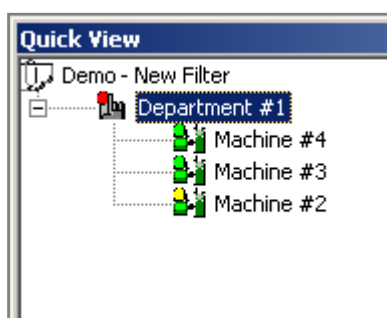 Quick View
Demo - New Filter
Department #1
Machine #4
Machine #3
Machine #2